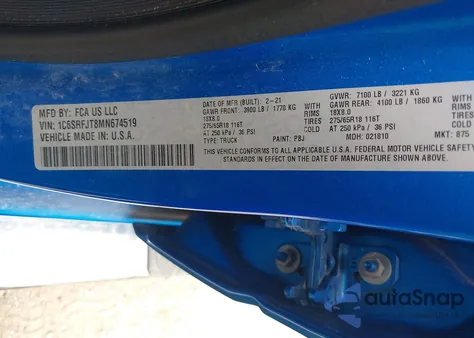 MFD BY: FCA US LLC
VIN: 1C6SRFJT8MN674519
VEHICLE MADE IN: U.S.A.
DATE OF MFR (BUILT): 2-21
GAWR FRONT: 3900 LB / 1770 KG WITH
18X8.0 RIMS
275/65R18 116T TIRES
AT 250 kPa / 36 PSI COLD
TYPE: TRUCK PAINT: PBJ
GVWR: 7100 LB / 3221 KG
GAWR REAR: 4100 LB / 1860 KG WITH
18X8.0 RIMS
275/65R18 116T TIRES
AT 250 kPa / 36 PSI COLD
MDH: 021810 MKT: 875
THIS VEHICLE CONFORMS TO ALL APPLICABLE U.S.A. FEDERAL MOTOR VEHICLE
SAFETY STANDARDS IN EFFECT ON THE DATE OF MANUFACTURE SHOWN ABOVE
autoSnap